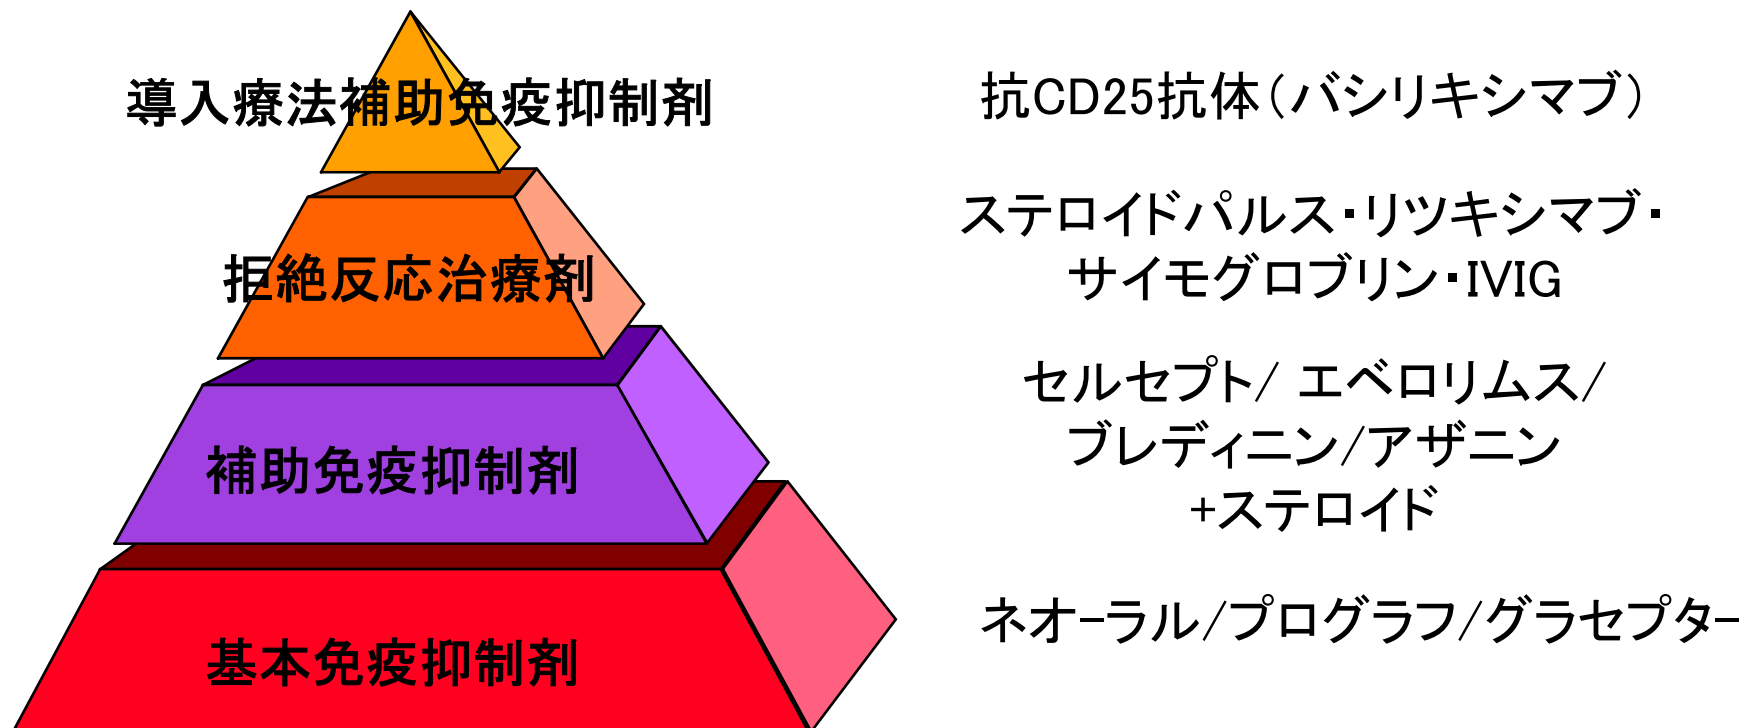 導入療法補助免疫抑制剤
抗CD25抗体（バシリキシマブ）
拒絶反応治療剤
ステロイドパルス・リツキシマブ・
サイモグロブリン・IVIG
補助免疫抑制剤
セルセプト/ エベロリムス/
ブレディニン/アザニン
+ステロイド
基本免疫抑制剤
ネオーラル/プログラフ/グラセプター